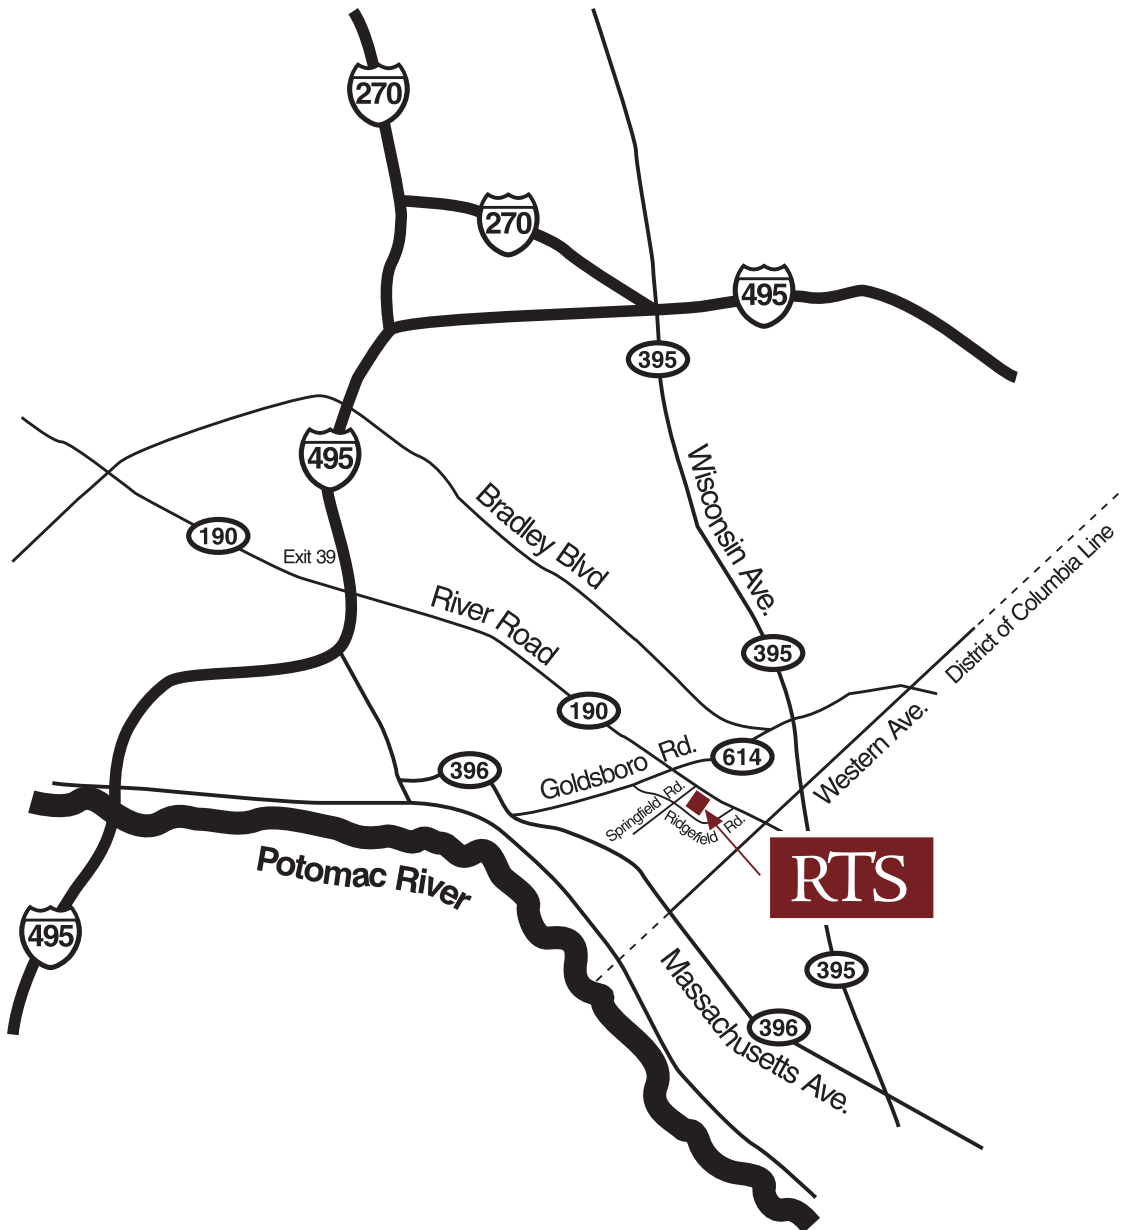 270
270
495
395
495
Wisconsin Ave.
Bradley Blvd
190
Exit 39
District of Columbia Line
River Road
395
190
Western Ave.
Goldsboro Rd.
614
396
Springfield Rd.
Ridgefield Rd.
RTS
Potomac River
495
395
Massachusetts Ave.
396